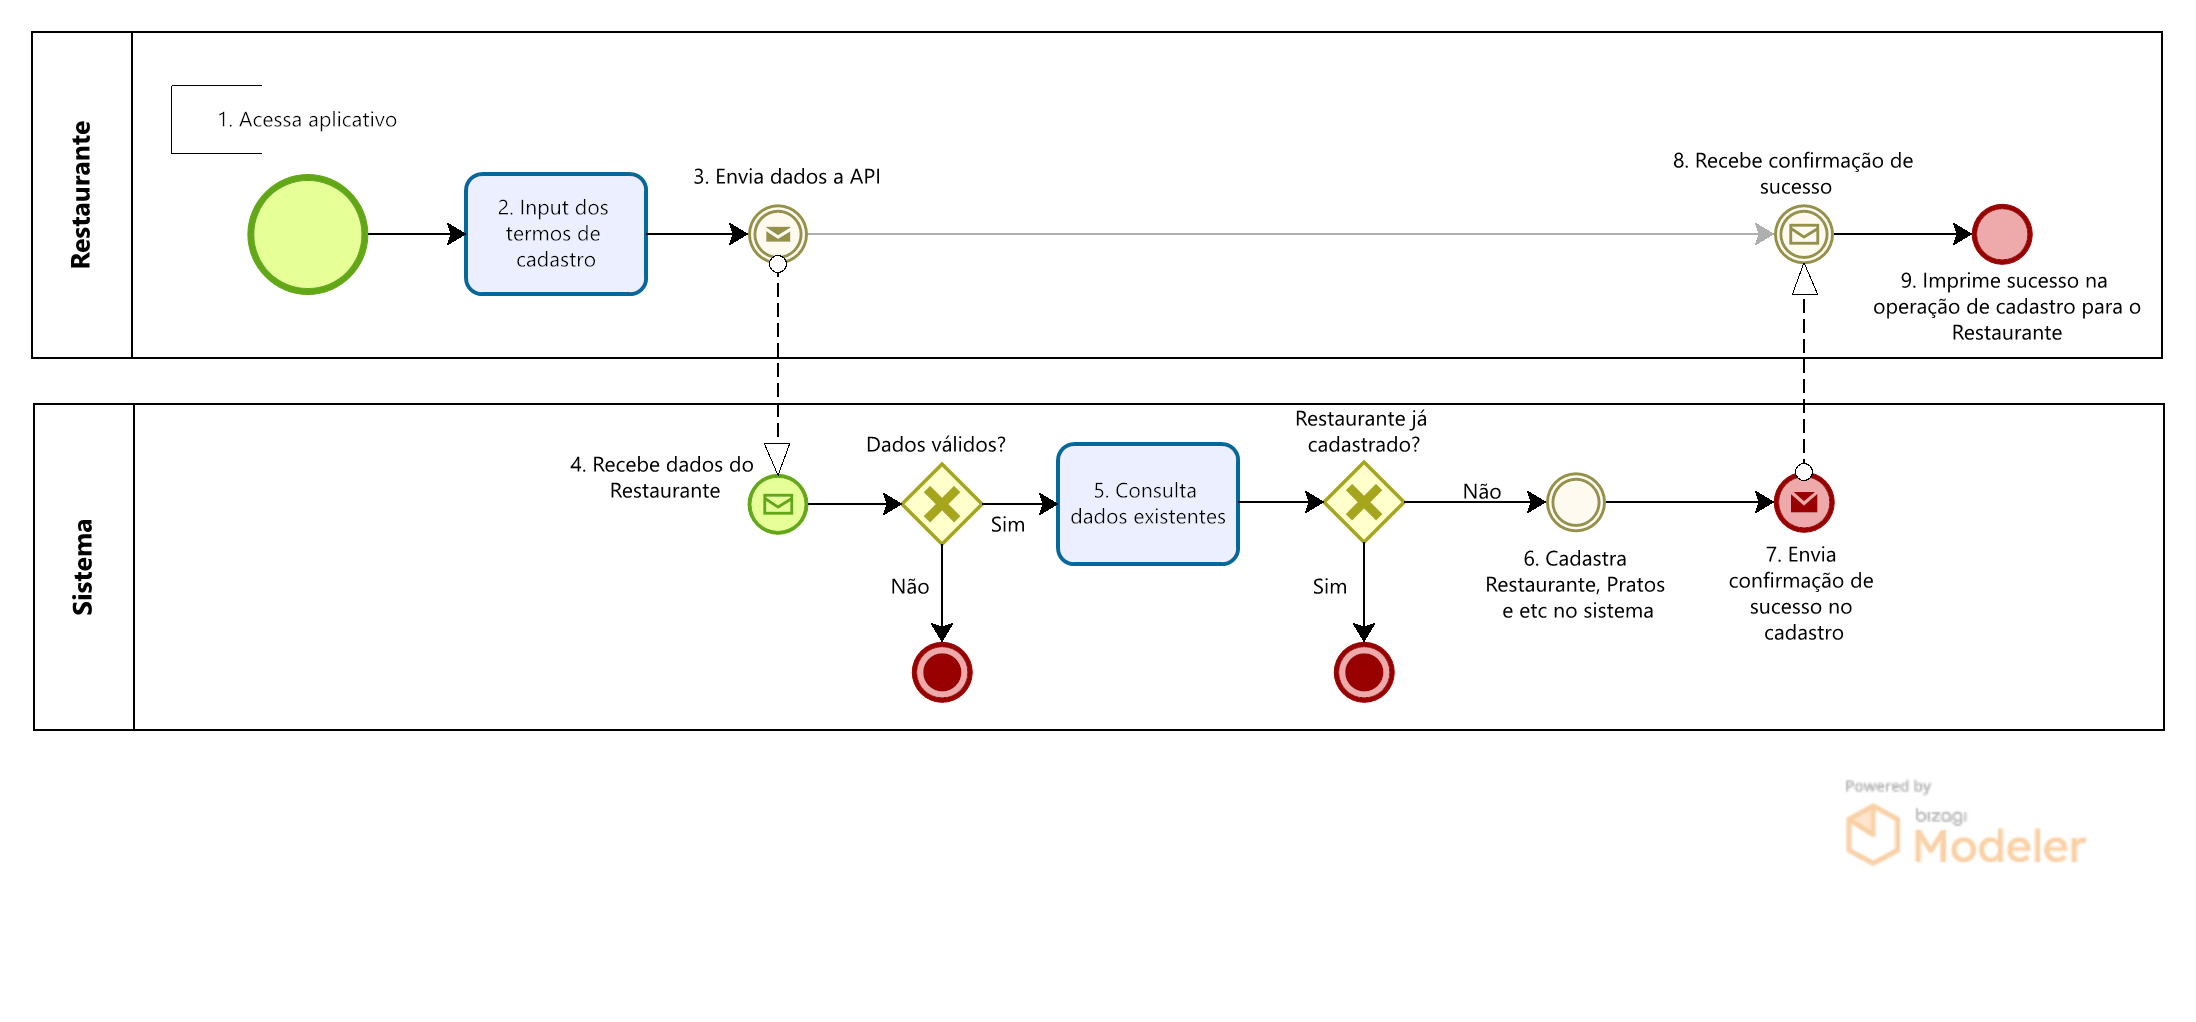 Restaurante
1. Acessa aplicativo
2. Input dos
termos de
cadastro
3. Envia dados a API
8. Recebe confirmação de
sucesso
9. Imprime sucesso na
operação de cadastro para o
Restaurante
Sistema
4. Recebe dados do
Restaurante
Dados válidos?
Sim
Não
5. Consulta
dados existentes
Restaurante já
cadastrado?
Não
Sim
6. Cadastra
Restaurante, Pratos
e etc no sistema
7. Envia
confirmação de
sucesso no
cadastro
Powered by
bizagi
Modeler